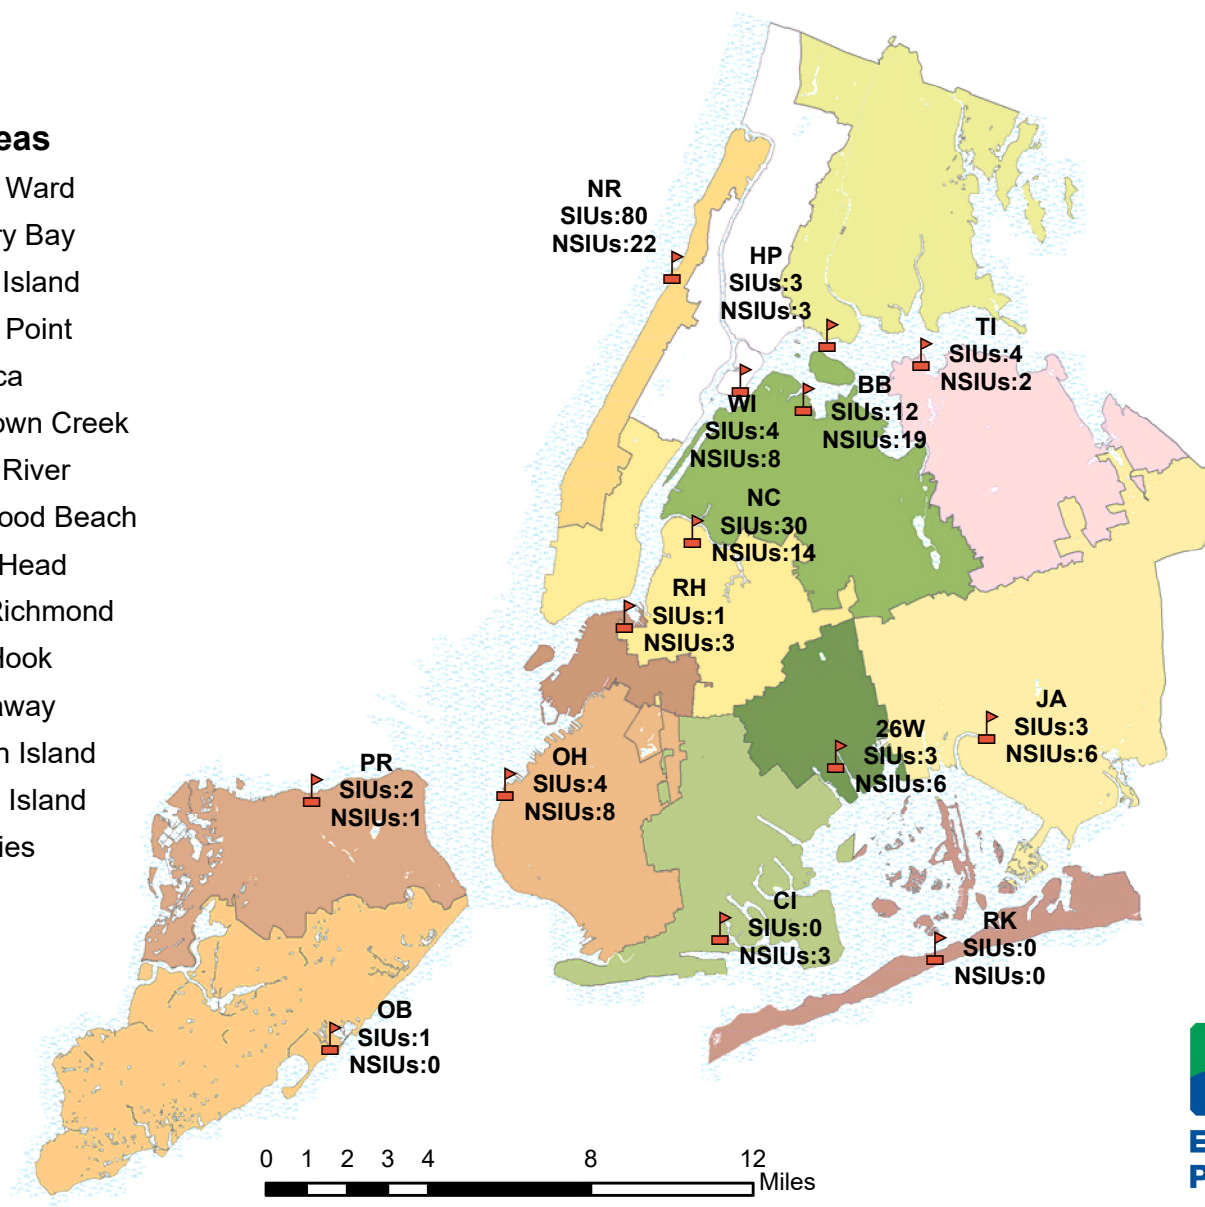 eas
Ward
ry Bay
Island
Point
ca
own Creek
River
ood Beach
Head
Richmond
Hook
away
n Island
Island
ies
NR
SIUs:80
NSIUs:22
HP
SIUs:3
NSIUs:3
TI
SIUs:4
NSIUs:2
BB
SIUs:12
NSIUs:19
WI
SIUs:4
NSIUs:8
NC
SIUs:30
NSIUs:14
RH
SIUs:1
NSIUs:3
JA
SIUs:3
NSIUs:6
26W
SIUs:3
NSIUs:6
OH
SIUs:4
NSIUs:8
PR
SIUs:2
NSIUs:1
CI
SIUs:0
NSIUs:3
RK
SIUs:0
NSIUs:0
OB
SIUs:1
NSIUs:0
0 1 2 3 4 8 12
Miles
E
P